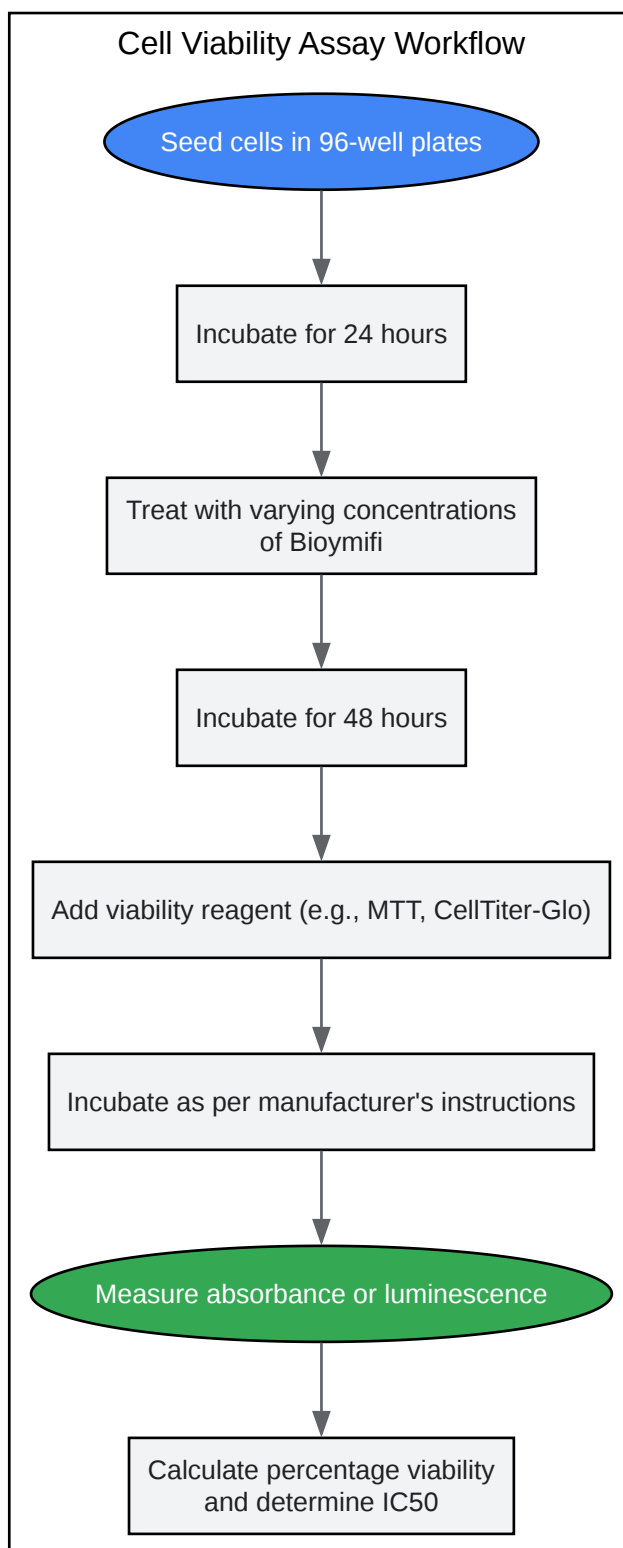 Cell Viability Assay Workflow
Seed cells in 96-well plates
Incubate for 24 hours
Treat with varying concentrations
of Bioymifi
Incubate for 48 hours
Add viability reagent (e.g., MTT, CellTiter-Glo)
Incubate as per manufacturer's instructions
Measure absorbance or luminescence
Calculate percentage viability
and determine IC50